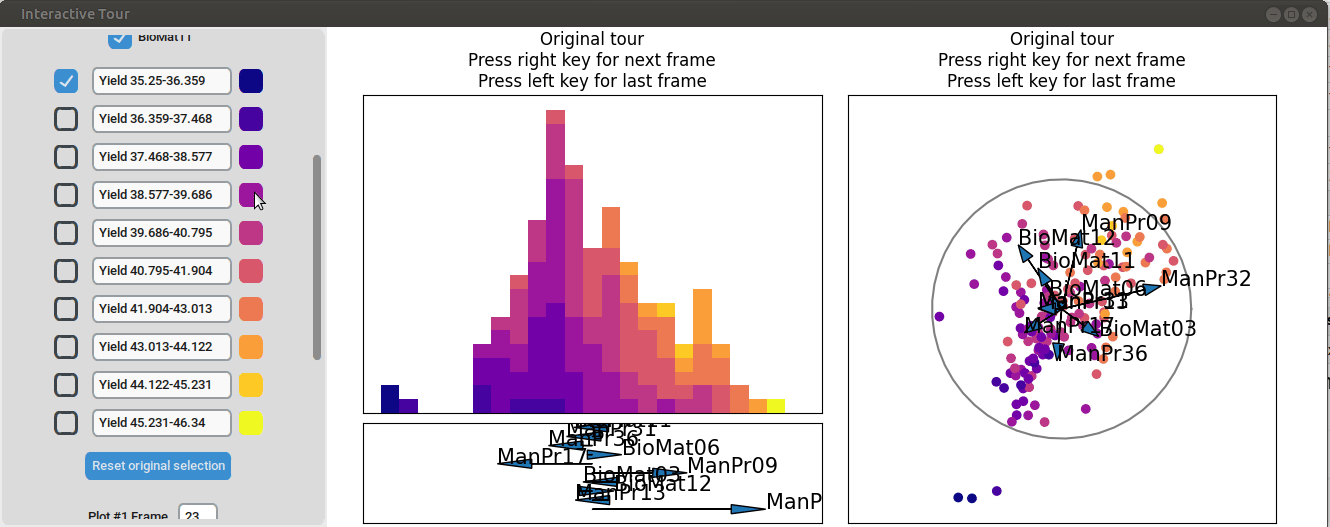 Interactive Tour
BioMat11
Yield 35.25-36.359
Yield 36.359-37.468
Yield 37.468-38.577
Yield 38.577-39.686
Yield 39.686-40.795
Yield 40.795-41.904
Yield 41.904-43.013
Yield 43.013-44.122
Yield 44.122-45.231
Yield 45.231-46.34
Reset original selection
Plot #1 Frame 23
Original tour
Press right key for next frame
Press left key for last frame
ManPr31
ManPr36
BioMat06
ManPr17
ManPr09
BioMat03
BioMat12
ManPr13
ManP
Original tour
Press right key for next frame
Press left key for last frame
ManPr09
BioMat12
BioMat11
ManPr32
BioMat06
ManPr17
BioMat03
ManPr36